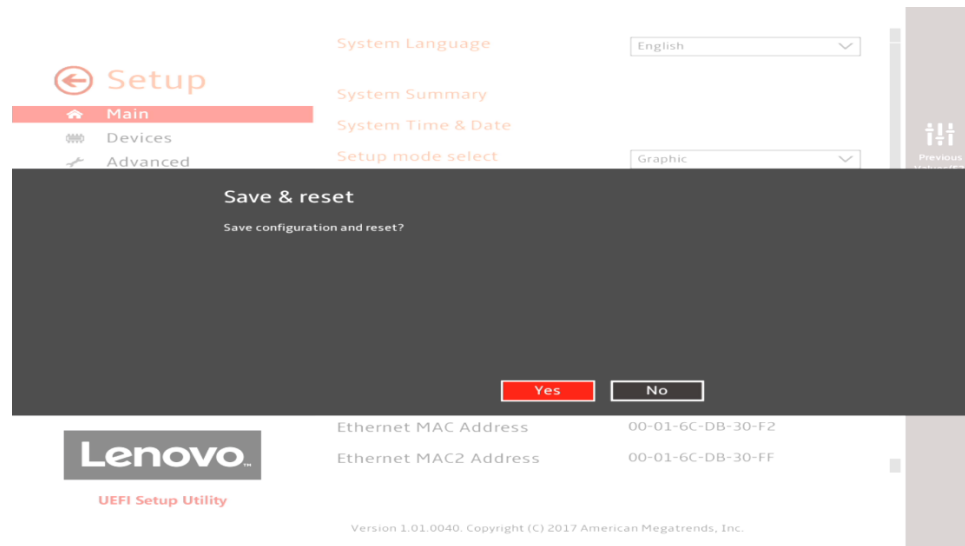 System Language English
Setup
System Summary
Main
System Time & Date
Devices
Setup mode select Graphic
Advanced
Previous
Save & reset
Save configuration and reset?
Yes No
Ethernet MAC Address 00-01-6C-DB-30-F2
Lenovo™
Ethernet MAC2 Address 00-01-6C-DB-30-FF
UEFI Setup Utility
Version 1.01.0040. Copyright (C) 2017 American Megatrends, Inc.